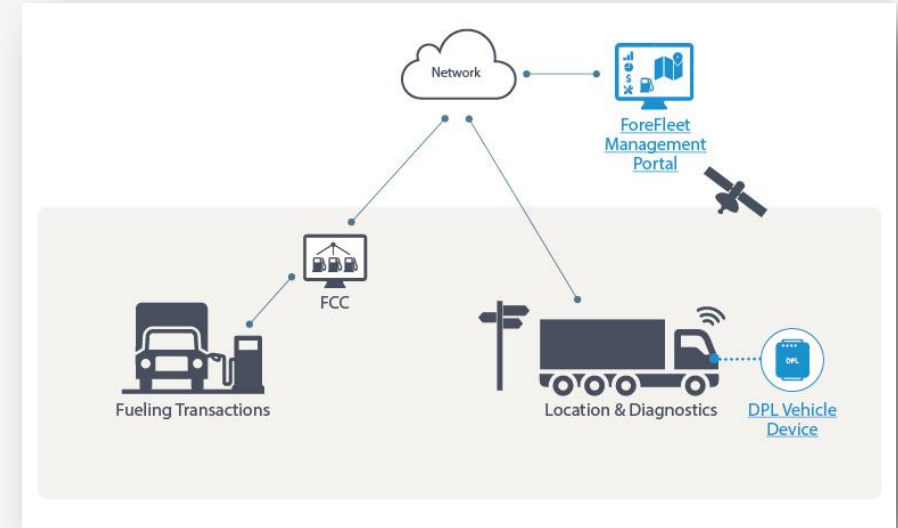 Network
ForeFleet
Management
Portal
FCC
Fueling Transactions
Location & Diagnostics
DPL
DPL Vehicle
Device
$